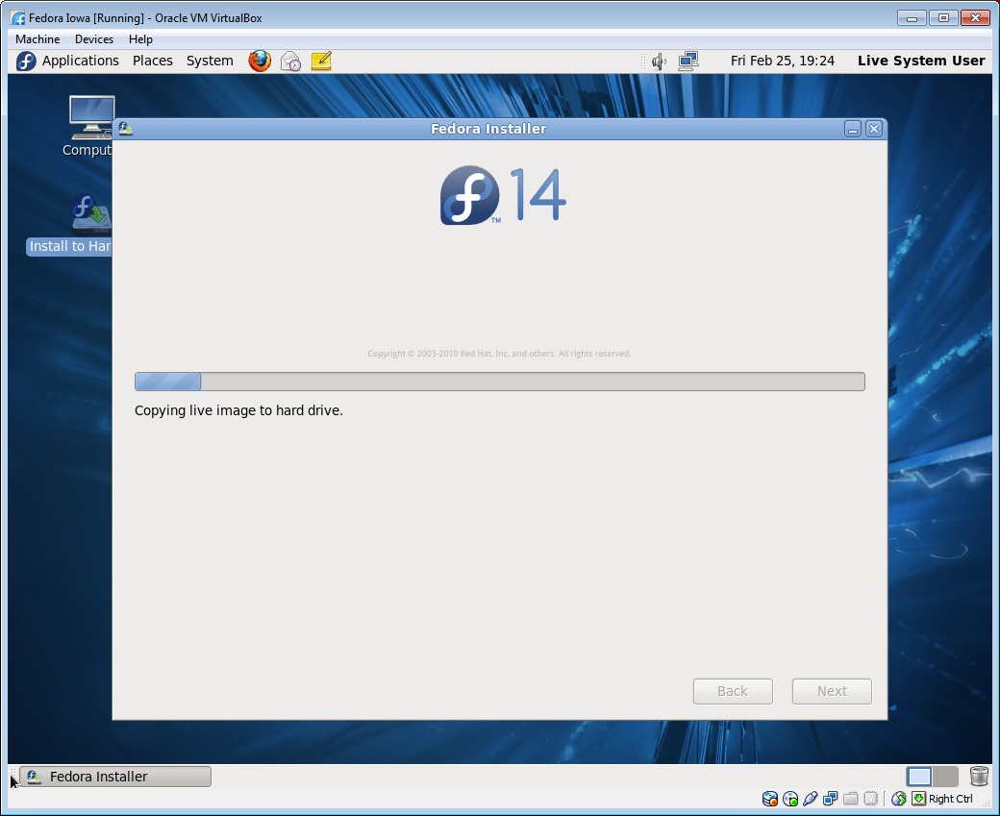 Fedora Iowa [Running] - Oracle VM VirtualBox
Machine Devices Help
Applications Places System Fri Feb 25, 19:24 Live System User
Fedora Installer
Comput
Install to Har
14
TM
Copyright © 2003-2010 Red Hat, Inc. and others. All rights reserved.
Copying live image to hard drive.
Back Next
Fedora Installer
Right Ctrl